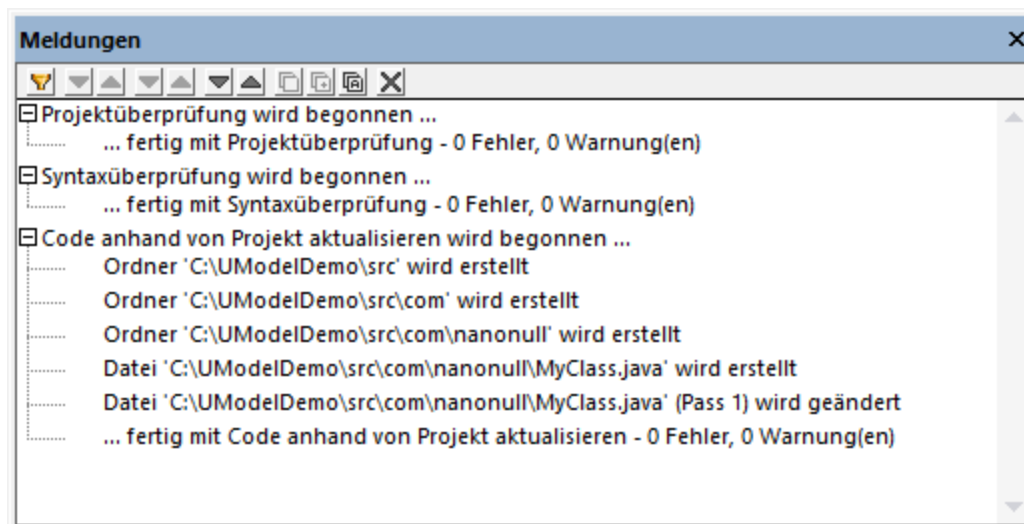 Meldungen
Projektüberprüfung wird begonnen ...
... fertig mit Projektüberprüfung - 0 Fehler, 0 Warnung(en)
Syntaxüberprüfung wird begonnen ...
... fertig mit Syntaxüberprüfung - 0 Fehler, 0 Warnung(en)
Code anhand von Projekt aktualisieren wird begonnen ...
Ordner 'C:\UModelDemo\src' wird erstellt
Ordner 'C:\UModelDemo\src\com' wird erstellt
Ordner 'C:\UModelDemo\src\com\nanonull' wird erstellt
Datei 'C:\UModelDemo\src\com\nanonull\MyClass.java' wird erstellt
Datei 'C:\UModelDemo\src\com\nanonull\MyClass.java' (Pass 1) wird geändert
... fertig mit Code anhand von Projekt aktualisieren - 0 Fehler, 0 Warnung(en)